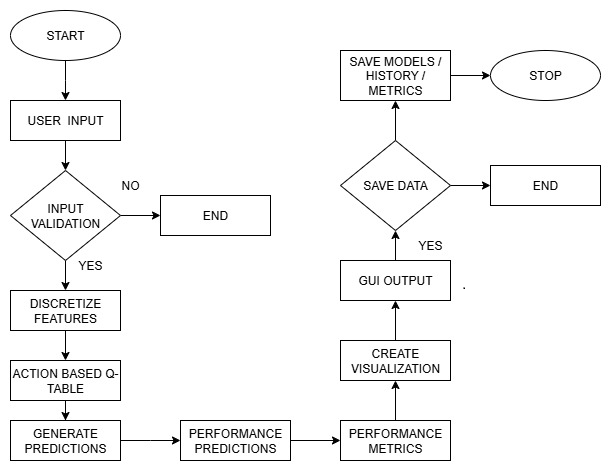 START
USER INPUT
INPUT
VALIDATION
NO
END
YES
DISCRETIZE
FEATURES
ACTION BASED Q-
TABLE
GENERATE
PREDICTIONS
PERFORMANCE
PREDICTIONS
PERFORMANCE
METRICS
CREATE
VISUALIZATION
GUI OUTPUT
.
YES
SAVE DATA
END
SAVE MODELS /
HISTORY /
METRICS
STOP